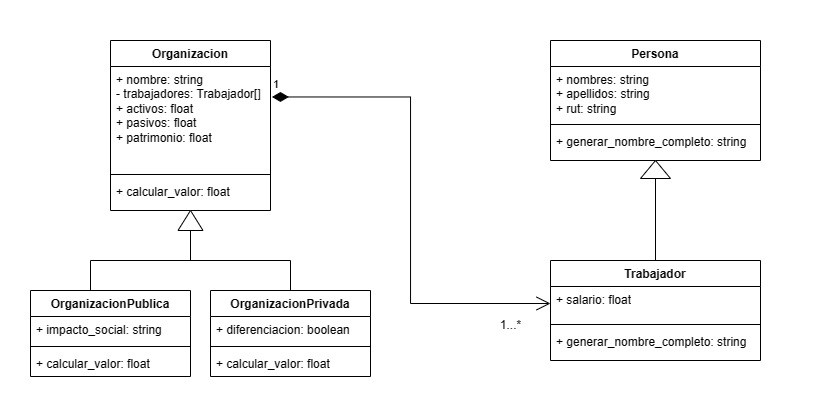 Organizacion
+ nombre: string
- trabajadores: Trabajador[]
+ activos: float
+ pasivos: float
+ patrimonio: float
+ calcular_valor: float
1
Persona
+ nombres: string
+ apellidos: string
+ rut: string
+ generar_nombre_completo: string
OrganizacionPublica
+ impacto_social: string
+ calcular_valor: float
OrganizacionPrivada
+ diferenciacion: boolean
+ calcular_valor: float
1...*
Trabajador
+ salario: float
+ generar_nombre_completo: string